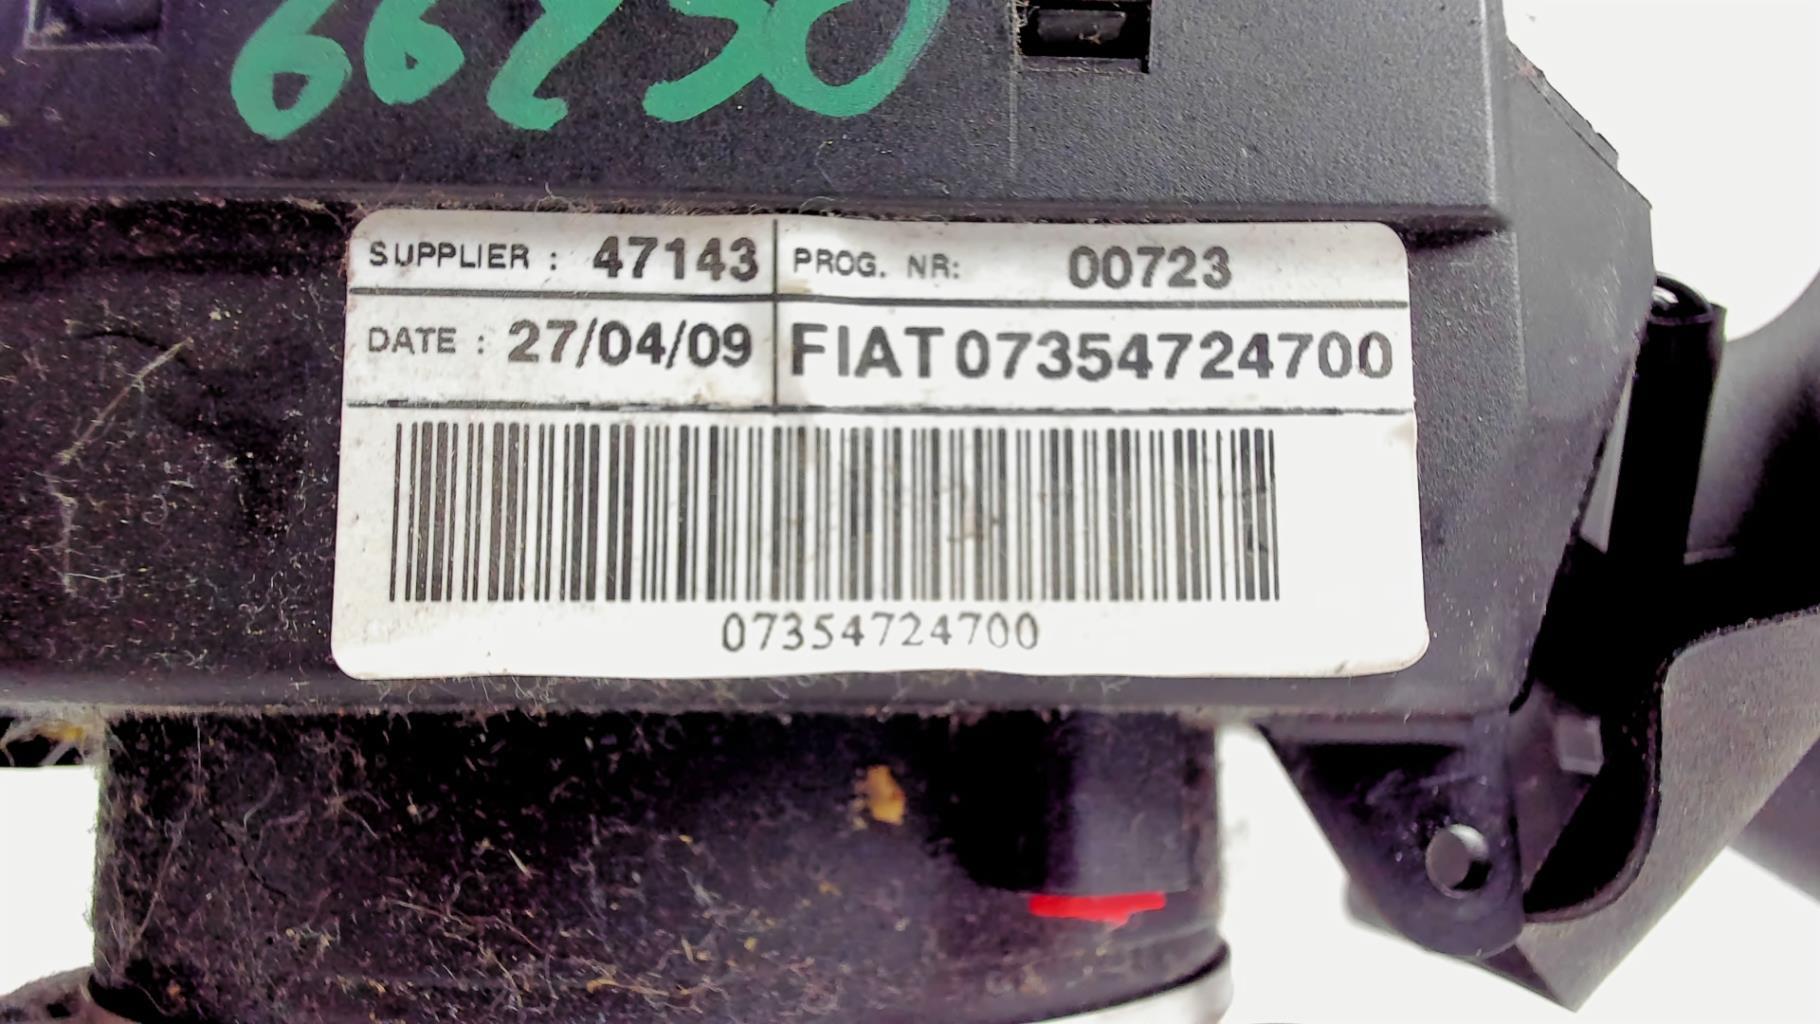 66250
SUPPLIER : 47143 PROG. NR: 00723
DATE : 27/04/09 FIAT 07354724700
07354724700